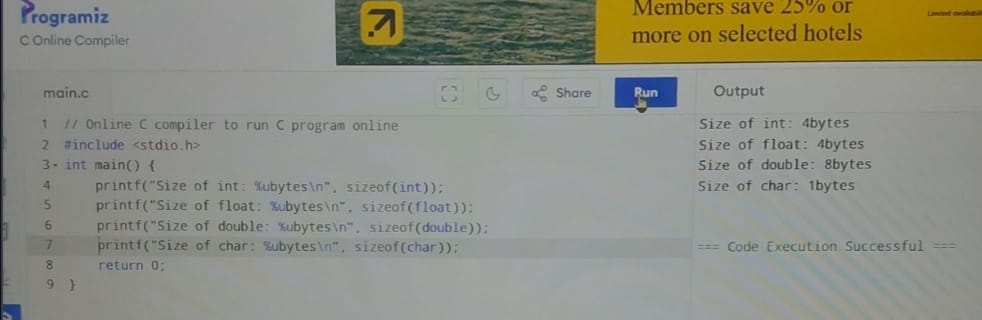 Programiz
C Online Compiler
Members save 25% or
more on selected hotels
main.c
Share
Run
Output
1 // Online C compiler to run C program online
2 #include <stdio.h>
3 int main() {
4 printf("Size of int: %ubytes\n", sizeof(int));
5 printf("Size of float: %ubytes\n", sizeof(float));
6 printf("Size of double: %ubytes\n", sizeof(double));
7 printf("Size of char: %ubytes\n", sizeof(char));
8 return 0;
9 }
Size of int: 4bytes
Size of float: 4bytes
Size of double: 8bytes
Size of char: 1bytes
=== Code Execution Successful ===